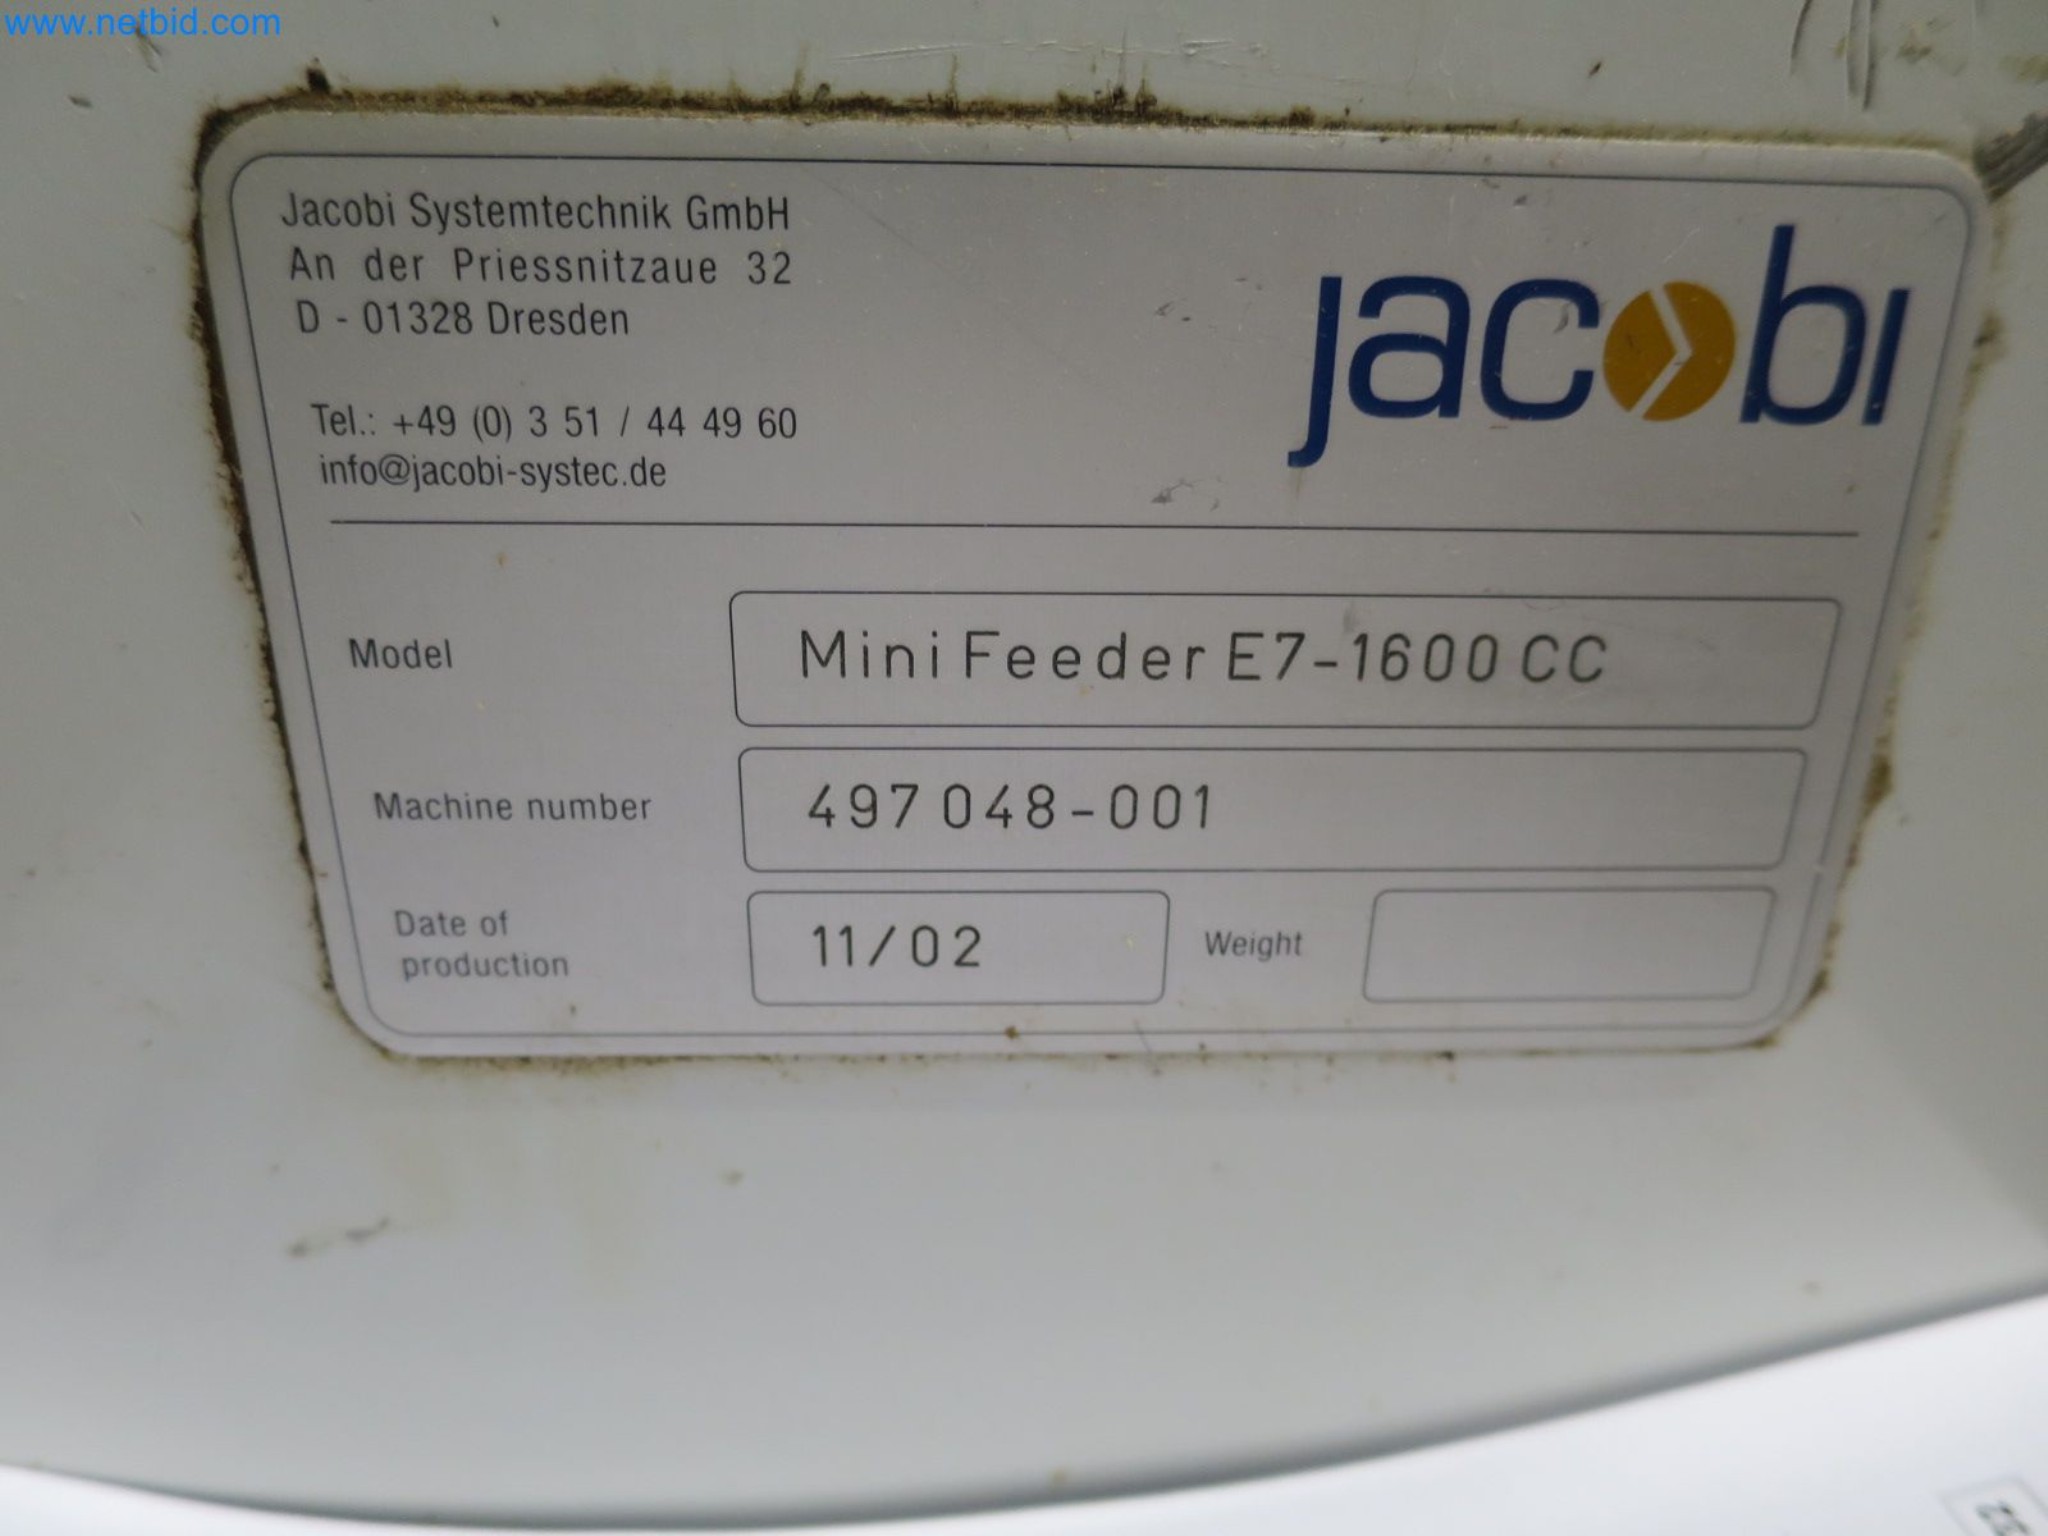 www.netbid.com
Jacobi Systemtechnik GmbH
An der Priessnitzaue 32
D - 01328 Dresden
Tel.: +49 (0) 3 51 / 44 49 60
info@jacobi-systec.de
jacobi
Model Mini Feeder E7-1600 CC
Machine number 497 048-001
Date of
production 11/02 Weight